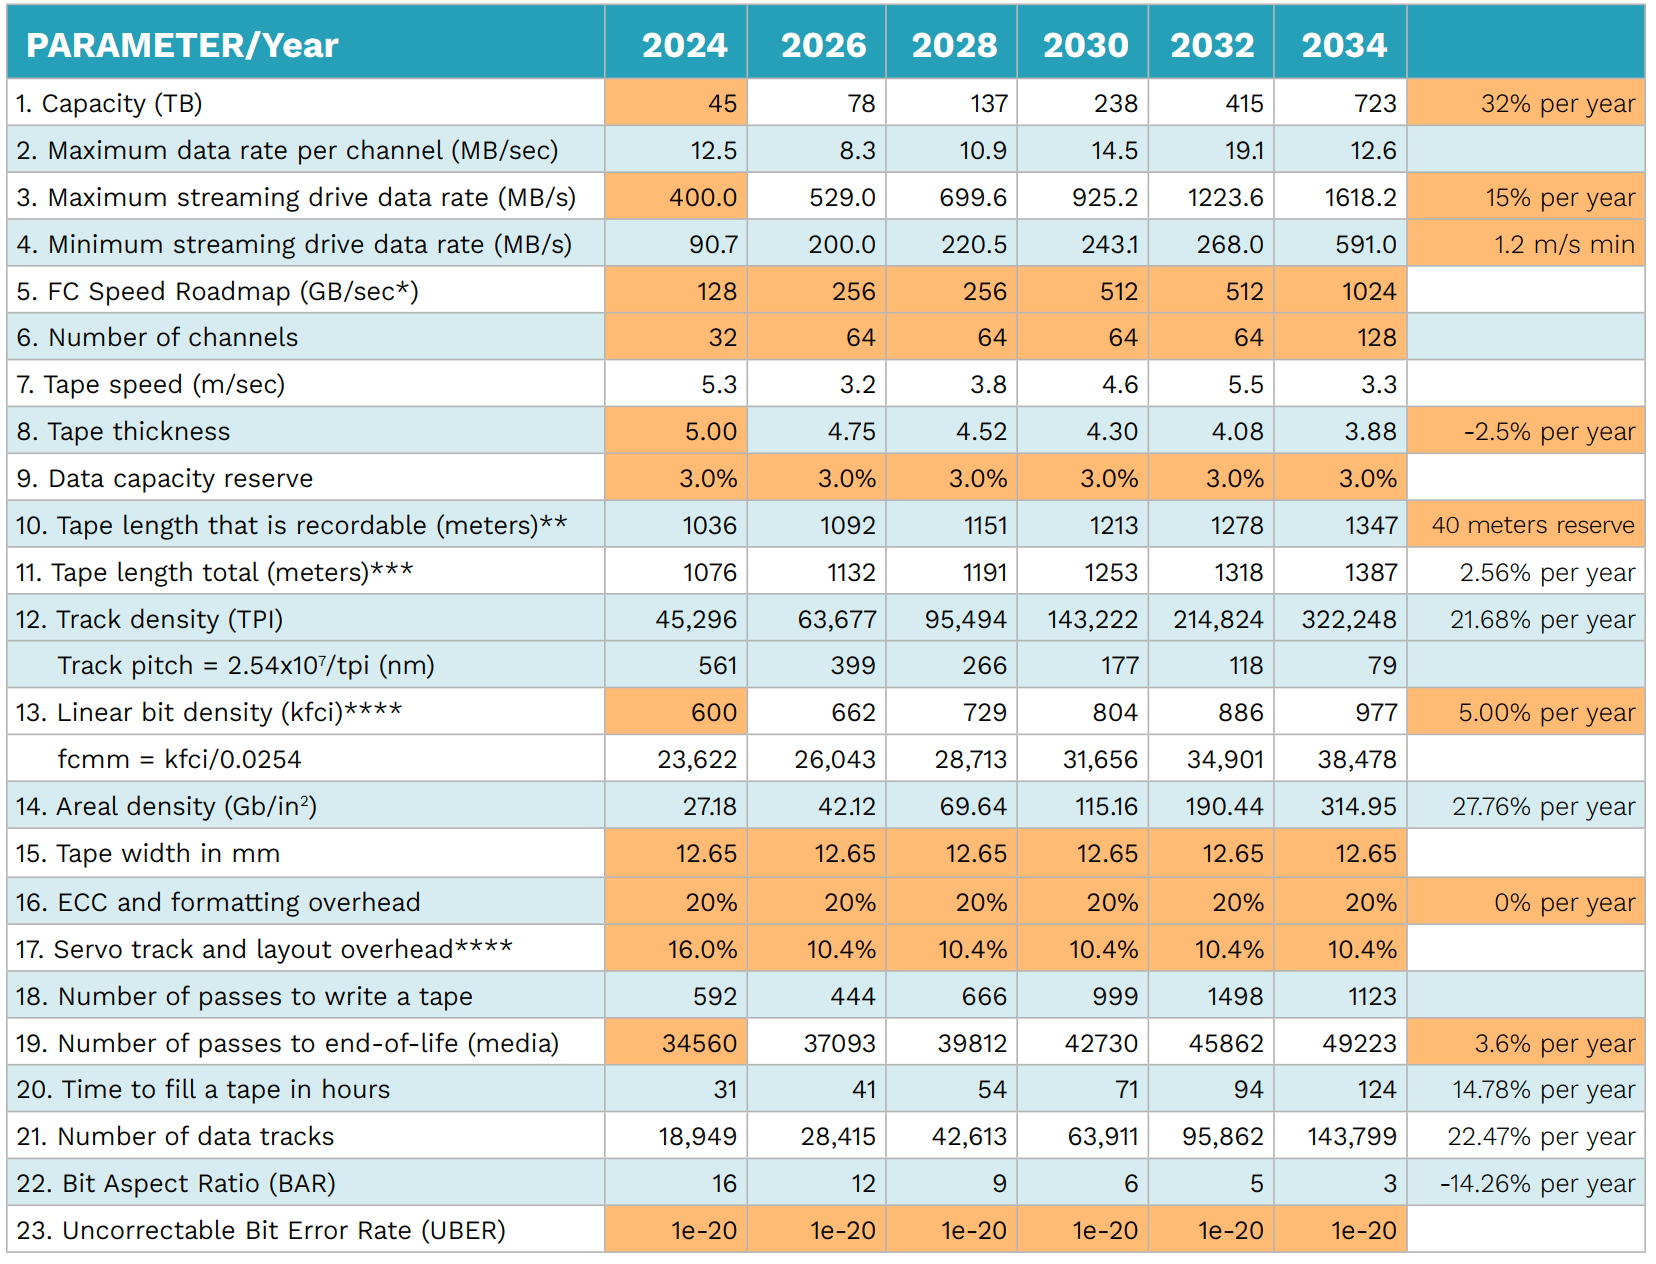 PARAMETER/Year 2024 2026 2028 2030 2032 2034
1. Capacity (TB) 45 78 137 238 415 723 32% per year
2. Maximum data rate per channel (MB/sec) 12.5 8.3 10.9 14.5 19.1 12.6
3. Maximum streaming drive data rate (MB/s) 400.0 529.0 699.6 925.2 1223.6 1618.2 15% per year
4. Minimum streaming drive data rate (MB/s) 90.7 200.0 220.5 243.1 268.0 591.0 1.2 m/s min
5. FC Speed Roadmap (GB/sec*) 128 256 256 512 512 1024
6. Number of channels 32 64 64 64 64 128
7. Tape speed (m/sec) 5.3 3.2 3.8 4.6 5.5 3.3
8. Tape thickness 5.00 4.75 4.52 4.30 4.08 3.88 -2.5% per year
9. Data capacity reserve 3.0% 3.0% 3.0% 3.0% 3.0% 3.0%
10. Tape length that is recordable (meters)** 1036 1092 1151 1213 1278 1347 40 meters reserve
11. Tape length total (meters)*** 1076 1132 1191 1253 1318 1387 2.56% per year
12. Track density (TPI) 45,296 63,677 95,494 143,222 214,824 322,248 21.68% per year
Track pitch = 2.54x10⁷/tpi (nm) 561 399 266 177 118 79
13. Linear bit density (kfci)**** 600 662 729 804 886 977 5.00% per year
fcmm = kfci/0.0254 23,622 26,043 28,713 31,656 34,901 38,478
14. Areal density (Gb/in²) 27.18 42.12 69.64 115.16 190.44 314.95 27.76% per year
15. Tape width in mm 12.65 12.65 12.65 12.65 12.65 12.65
16. ECC and formatting overhead 20% 20% 20% 20% 20% 20% 0% per year
17. Servo track and layout overhead**** 16.0% 10.4% 10.4% 10.4% 10.4% 10.4%
18. Number of passes to write a tape 592 444 666 999 1498 1123
19. Number of passes to end-of-life (media) 34560 37093 39812 42730 45862 49223 3.6% per year
20. Time to fill a tape in hours 31 41 54 71 94 124 14.78% per year
21. Number of data tracks 18,949 28,415 42,613 63,911 95,862 143,799 22.47% per year
22. Bit Aspect Ratio (BAR) 16 12 9 6 5 3 -14.26% per year
23. Uncorrectable Bit Error Rate (UBER) 1e-20 1e-20 1e-20 1e-20 1e-20 1e-20